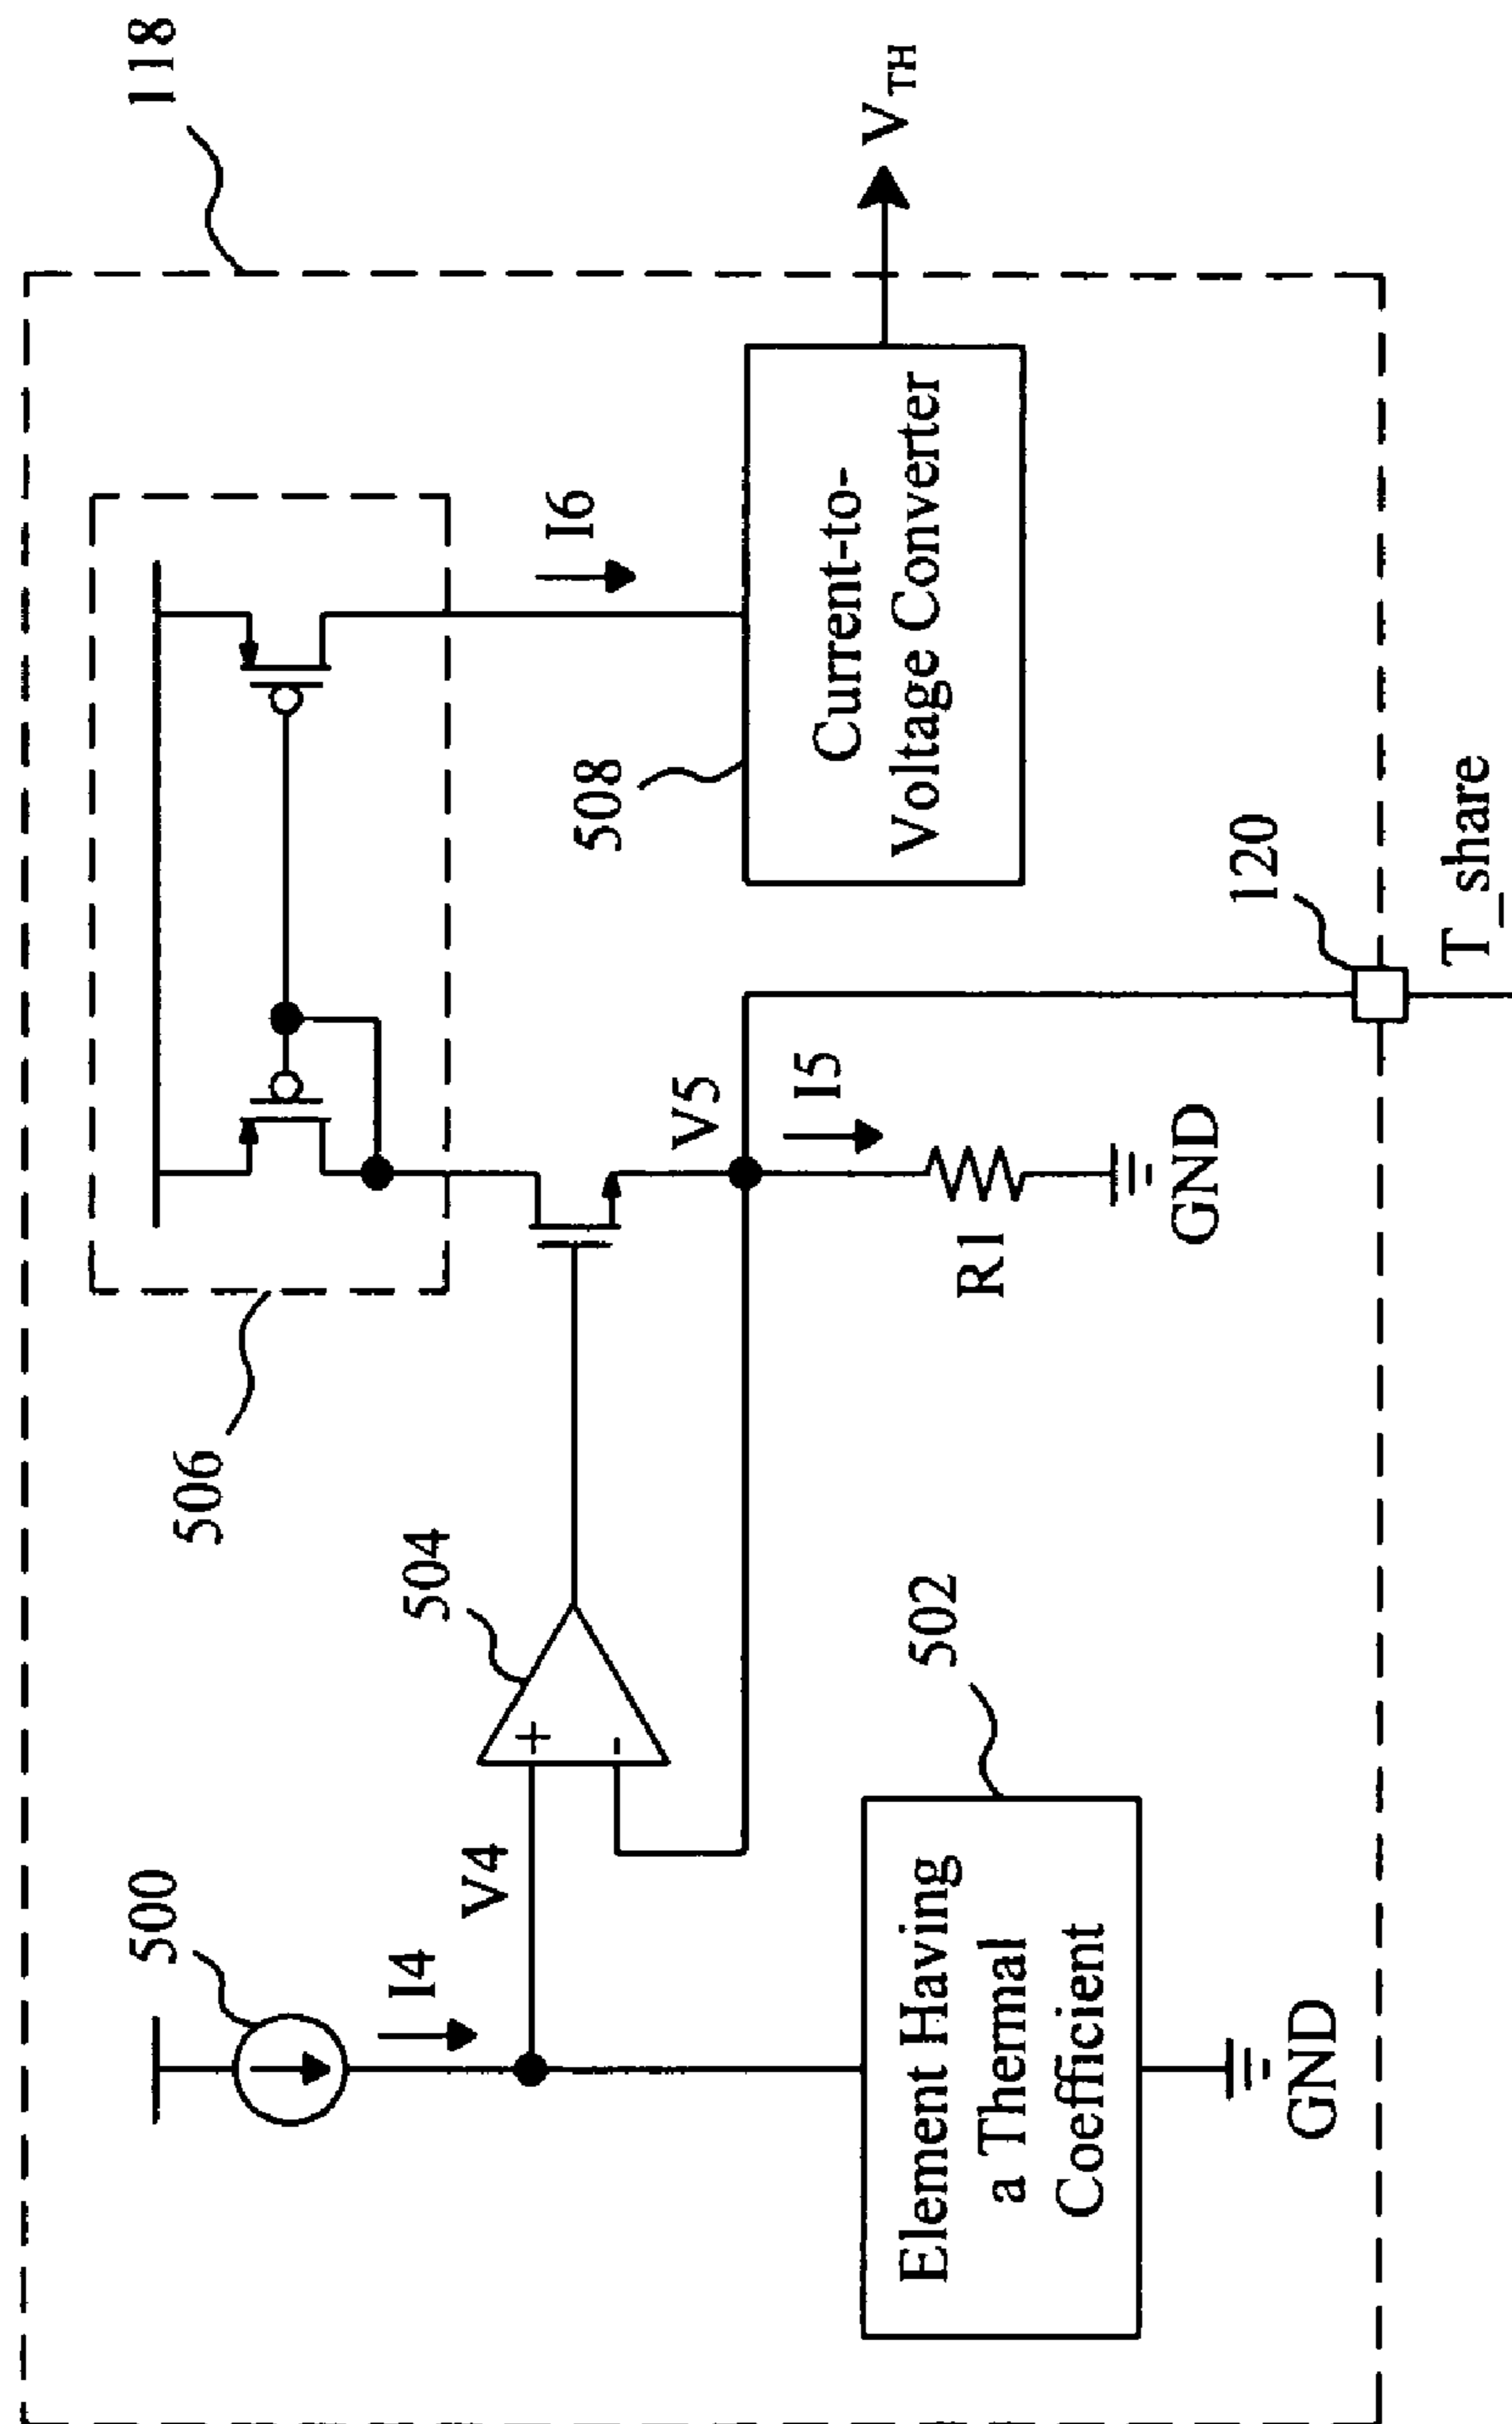 118
500
I4
V4
504
506
I6
508
Current-to-
Voltage Converter
V_TH
V5
I5
R1
GND
502
Element Having
a Thermal
Coefficient
GND
120
T_share
+
-